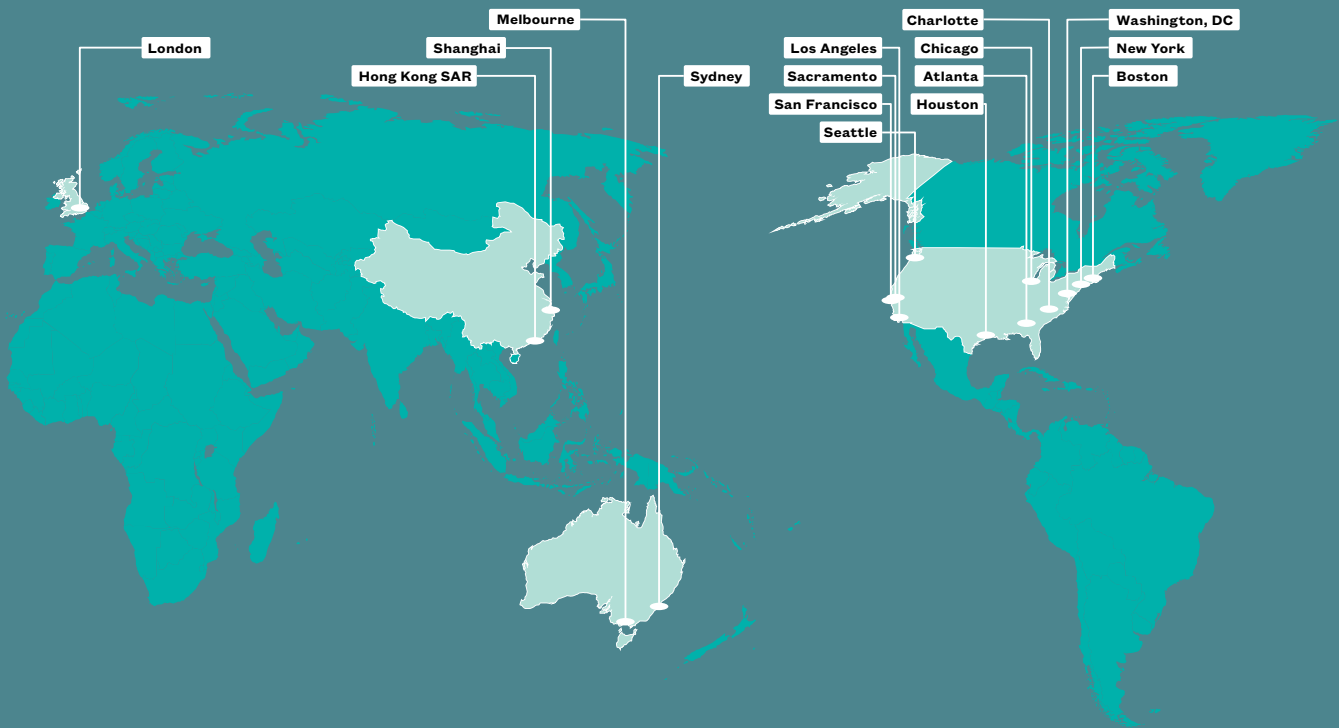 Melbourne
London
Shanghai
Hong Kong SAR
Sydney
Charlotte
Washington, DC
Los Angeles
Chicago
New York
Sacramento
Atlanta
Boston
San Francisco
Houston
Seattle